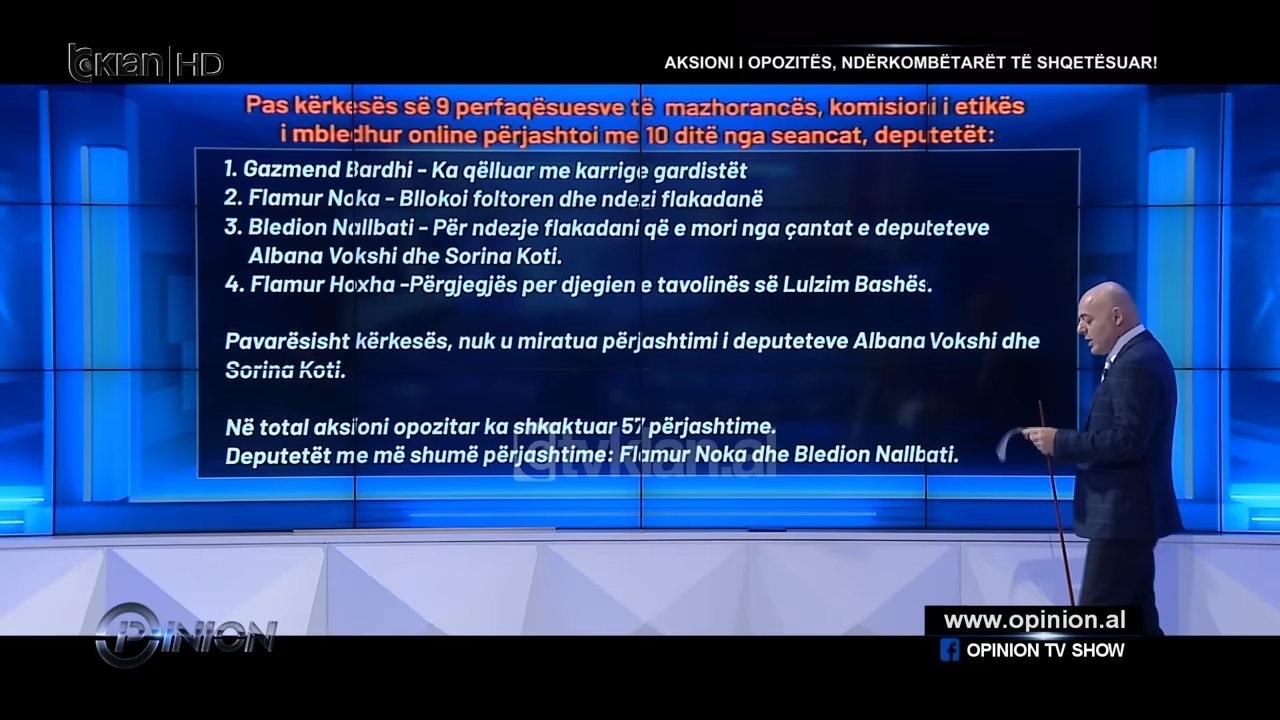 tvklan HD
AKSIONI I OPOZITËS, NDËRKOMBËTARËT TË SHQETËSUAR!
Pas kërkesës së 9 perfaqësuesve të mazhorancës, komisioni i etikës
i mbledhur online përjashtoi me 10 ditë nga seancat, deputetët:
1. Gazmend Bardhi - Ka qëlluar me karrige gardistët
2. Flamur Noka - Bllokoi foltoren dhe ndezi flakadanë
3. Bledion Nallbati - Për ndezje flakadani që e mori nga çantat e deputeteve
Albana Vokshi dhe Sorina Koti.
4. Flamur Hoxha -Përgjegjës per djegien e tavolinës së Lulzim Bashës.
Pavarësisht kërkesës, nuk u miratua përjashtimi i deputeteve Albana Vokshi dhe
Sorina Koti.
Në total aksioni opozitar ka shkaktuar 57 përjashtime.
Deputetët me më shumë përjashtime: Flamur Noka dhe Bledion Nallbati.
tvklan.al
OPINION
www.opinion.al
OPINION TV SHOW